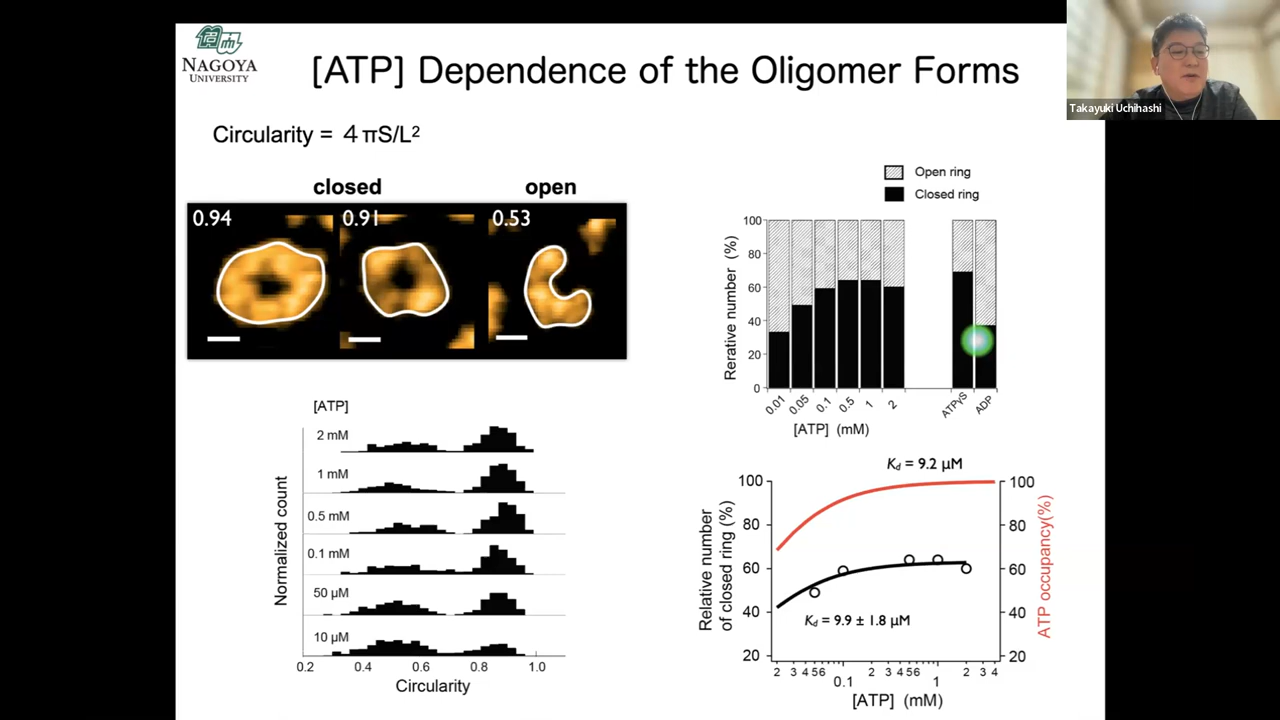 NAGOYA
UNIVERSITY
[ATP] Dependence of the Oligomer Forms
Takayuki Uchihashi
Circularity = 4πS/L²
closed
open
0.94
0.91
0.53
[ATP]
2 mM
1 mM
0.5 mM
0.1 mM
50 µM
10 µM
Normalized count
0.2 0.4 0.6 0.8 1.0
Circularity
Open ring
Closed ring
Rerative number (%)
100
80
60
40
20
0
0.01 0.05 0.1 0.5 1 2 ATPγS ADP
[ATP] (mM)
Kd = 9.2 µM
Relative number
of closed ring (%)
100
80
60
40
20
Kd = 9.9 ± 1.8 µM
100
80
60
40
20
ATP occupancy(%)
2 3 4 5 6 2 3 4 5 6 2 3 4
0.1 1
[ATP] (mM)